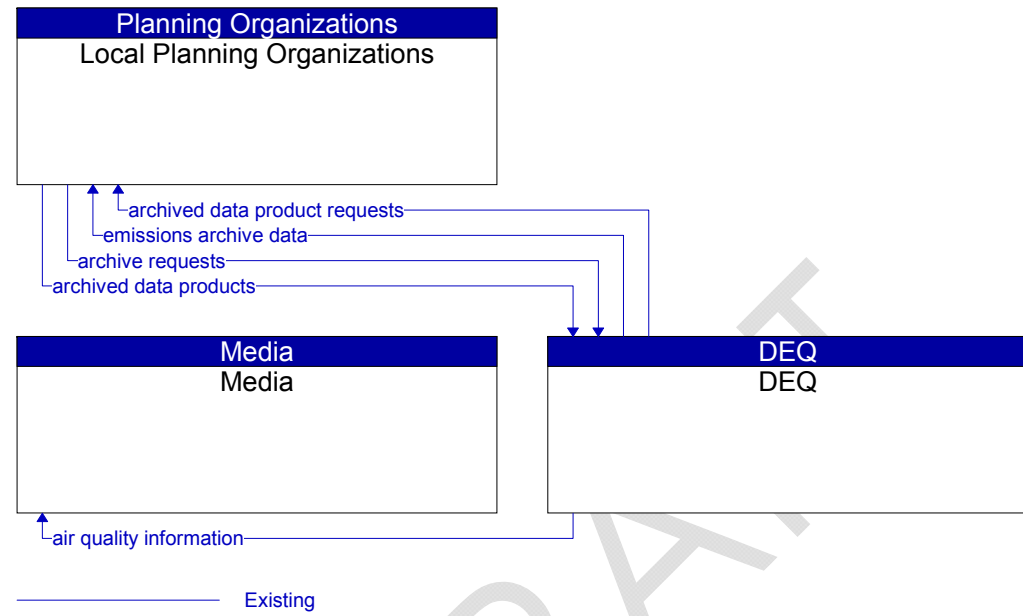 Planning Organizations
Local Planning Organizations
archived data product requests
emissions archive data
archive requests
archived data products
Media
Media
DEQ
DEQ
air quality information
Existing